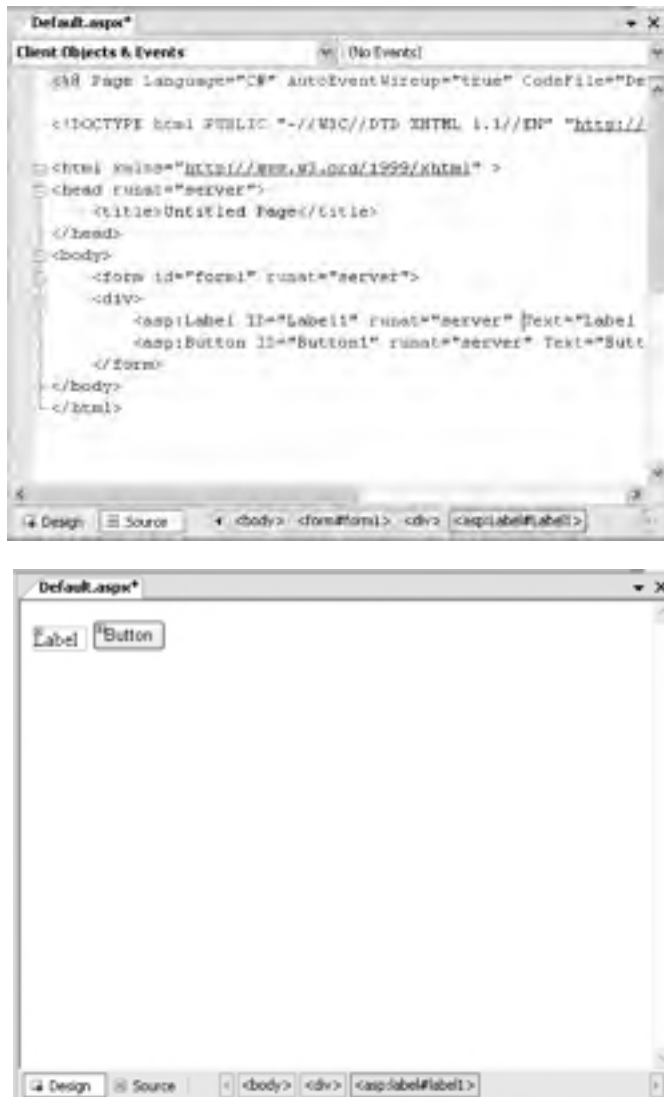 Default.aspx*
Client Objects & Events (No Events)
<%@ Page Language="C#" AutoEventWireup="true" CodeFile="De
<!DOCTYPE html PUBLIC "-//W3C//DTD XHTML 1.1//EN" "http://
<html xmlns="http://www.w3.org/1999/xhtml" >
<head runat="server">
<title>Untitled Page</title>
</head>
<body>
<form id="form1" runat="server">
<div>
<asp:Label ID="Label1" runat="server" Text="Label
<asp:Button ID="Button1" runat="server" Text="Butt
</form>
</body>
</html>
Design Source <body> <form#form1> <div> <asp:Label#Label1>
Default.aspx*
Label Button
Design Source <body> <div> <asp:label#label1>